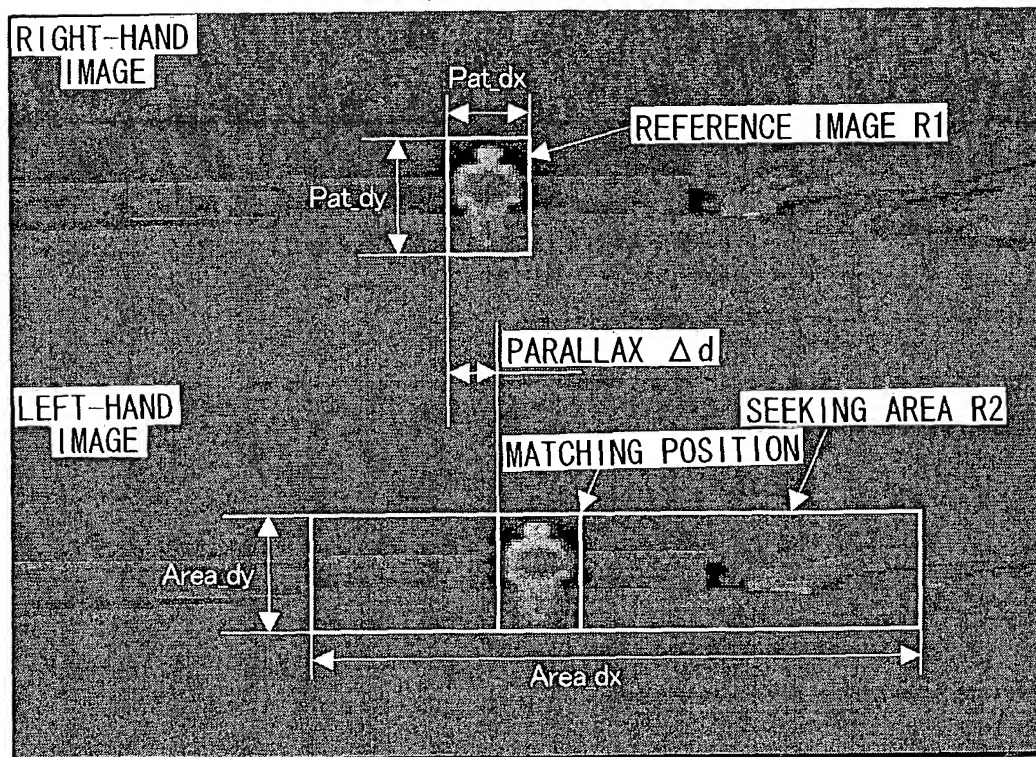 RIGHT-HAND
IMAGE
Pat_dx
REFERENCE IMAGE R1
Pat_dy
PARALLAX Δd
LEFT-HAND
IMAGE
SEEKING AREA R2
MATCHING POSITION
Area_dy
Area_dx